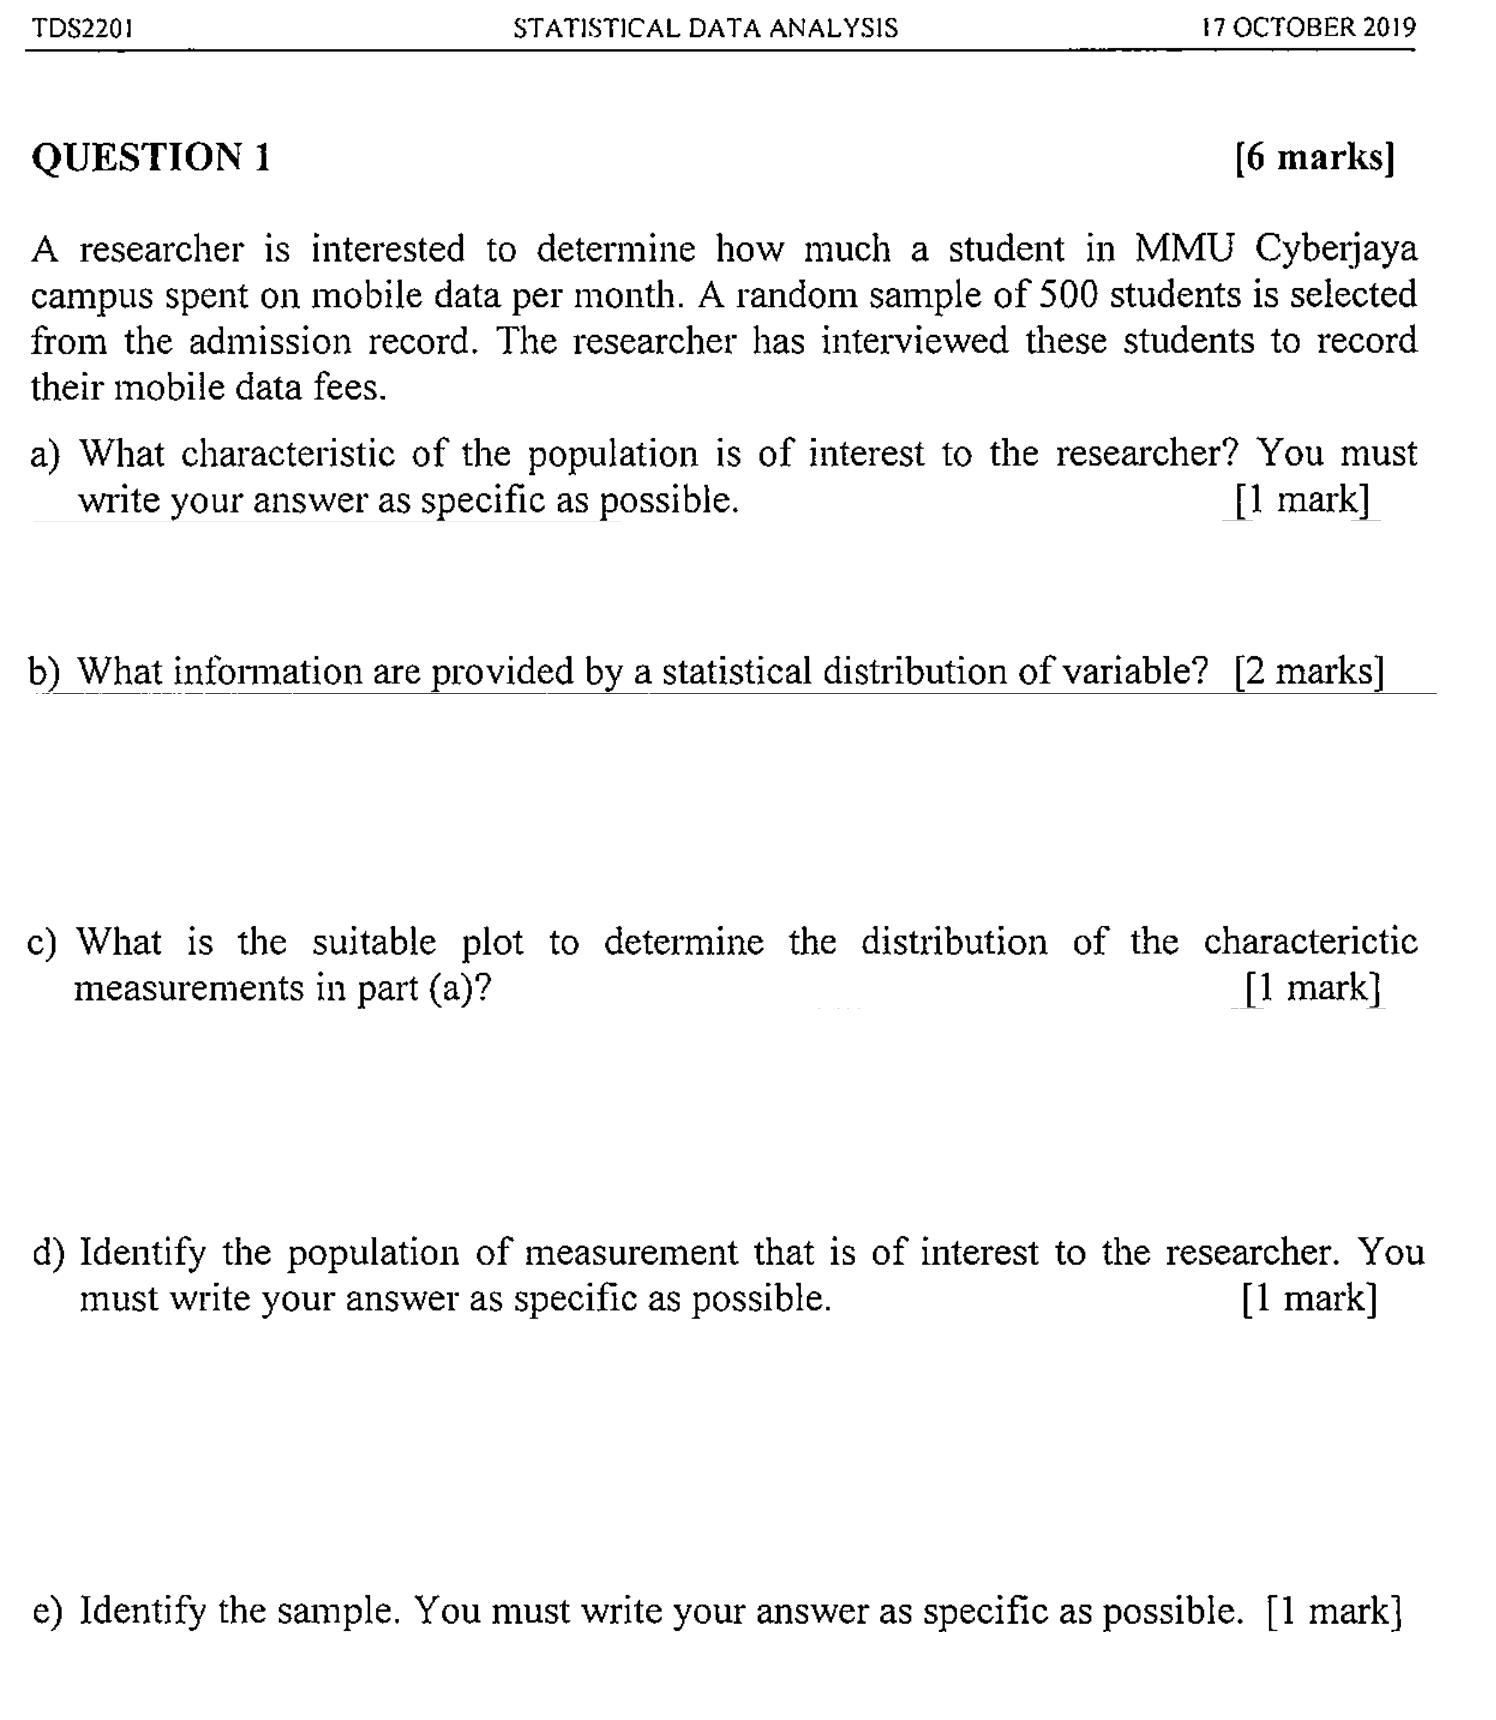 TDS2201 STATISTICAL DATA ANALYSIS 17 OCTOBER 2019
QUESTION 1 [6 marks]
A researcher is interested to determine how much a student in MMU Cyberjaya
campus spent on mobile data per month. A random sample of 500 students is selected
from the admission record. The researcher has interviewed these students to record
their mobile data fees.
a) What characteristic of the population is of interest to the researcher? You must
write your answer as specific as possible. [1 mark]
b) What information are provided by a statistical distribution of variable? [2 marks]
c) What is the suitable plot to determine the distribution of the characterictic
measurements in part (a)? [1 mark]
d) Identify the population of measurement that is of interest to the researcher. You
must write your answer as specific as possible. [1 mark]
e) Identify the sample. You must write your answer as specific as possible. [1 mark]